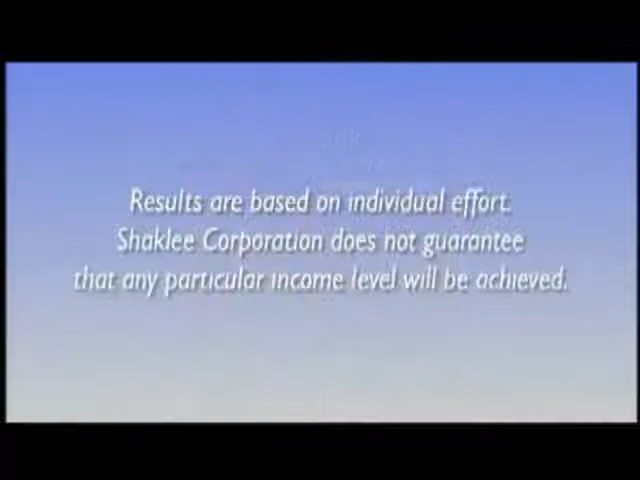 Results are based on individual effort.
Shaklee Corporation does not guarantee
that any particular income level will be achieved.